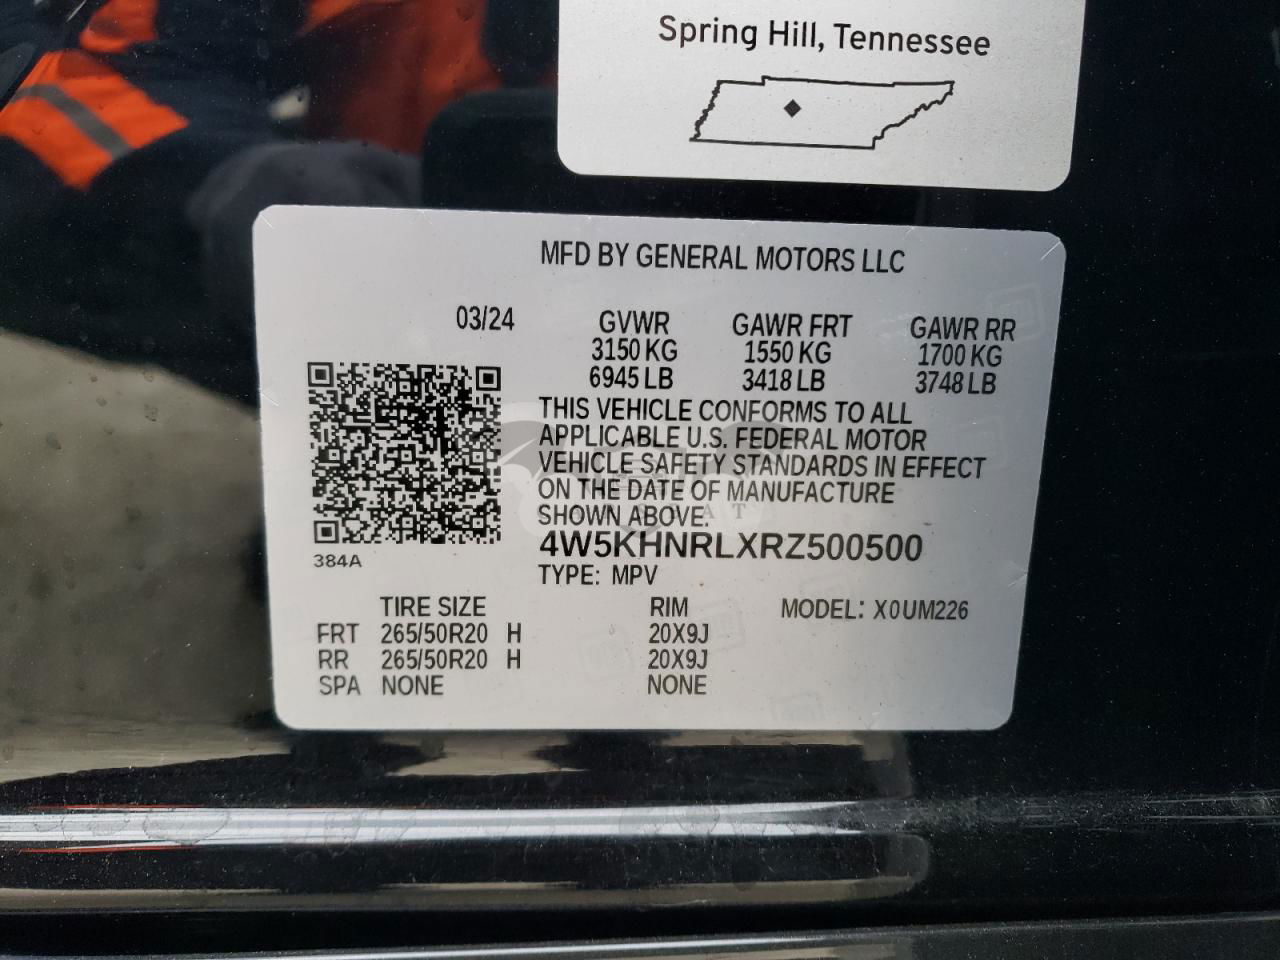 Spring Hill, Tennessee
MFD BY GENERAL MOTORS LLC
03/24 GVWR GAWR FRT GAWR RR
3150 KG 1550 KG 1700 KG
6945 LB 3418 LB 3748 LB
THIS VEHICLE CONFORMS TO ALL
APPLICABLE U.S. FEDERAL MOTOR
VEHICLE SAFETY STANDARDS IN EFFECT
ON THE DATE OF MANUFACTURE
SHOWN ABOVE.
4W5KHNRLXRZ500500
384A
TYPE: MPV
TIRE SIZE RIM MODEL: X0UM226
FRT 265/50R20 H 20X9J
RR 265/50R20 H 20X9J
SPA NONE NONE